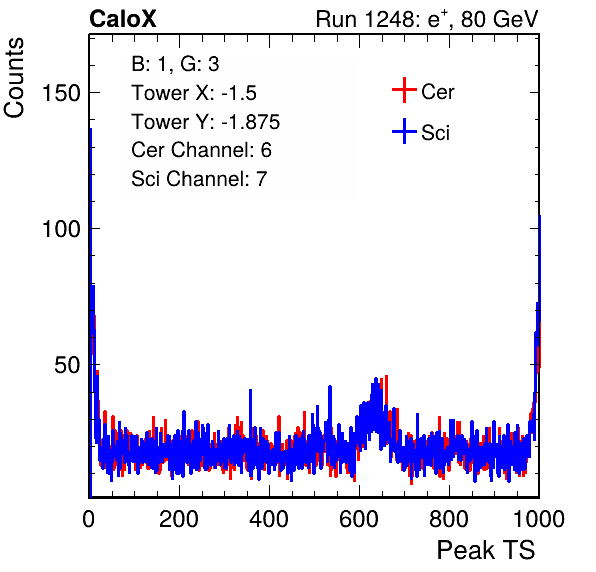 CaloX Run 1248: e+, 80 GeV
B: 1, G: 3
Tower X: -1.5
Tower Y: -1.875
Cer Channel: 6
Sci Channel: 7
Cer
Sci
Counts
150
100
50
0 200 400 600 800 1000
Peak TS